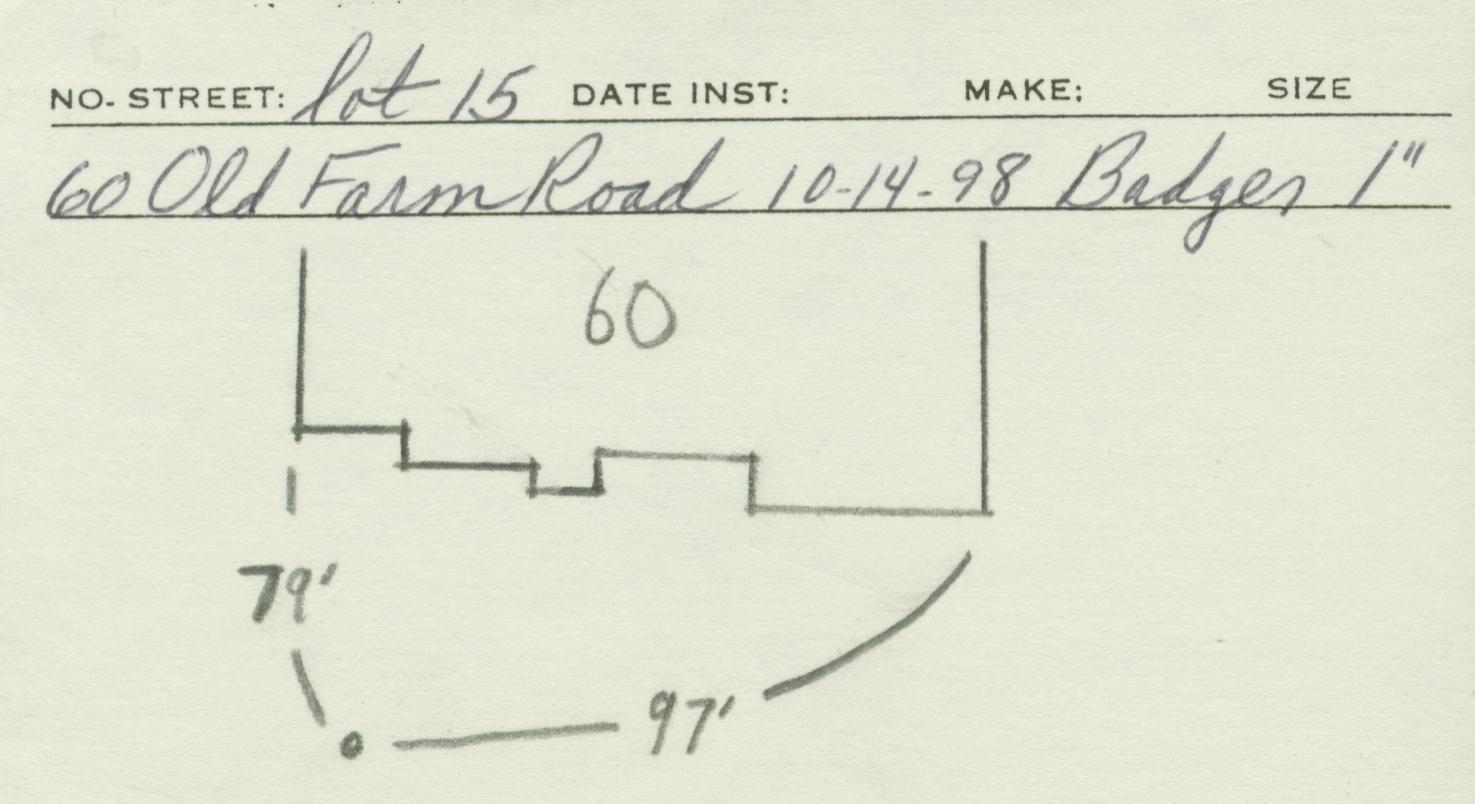 NO. STREET: lot 15 DATE INST: MAKE: SIZE
60 Old Farm Road 10-14-98 Badger 1"
60
79'
97'